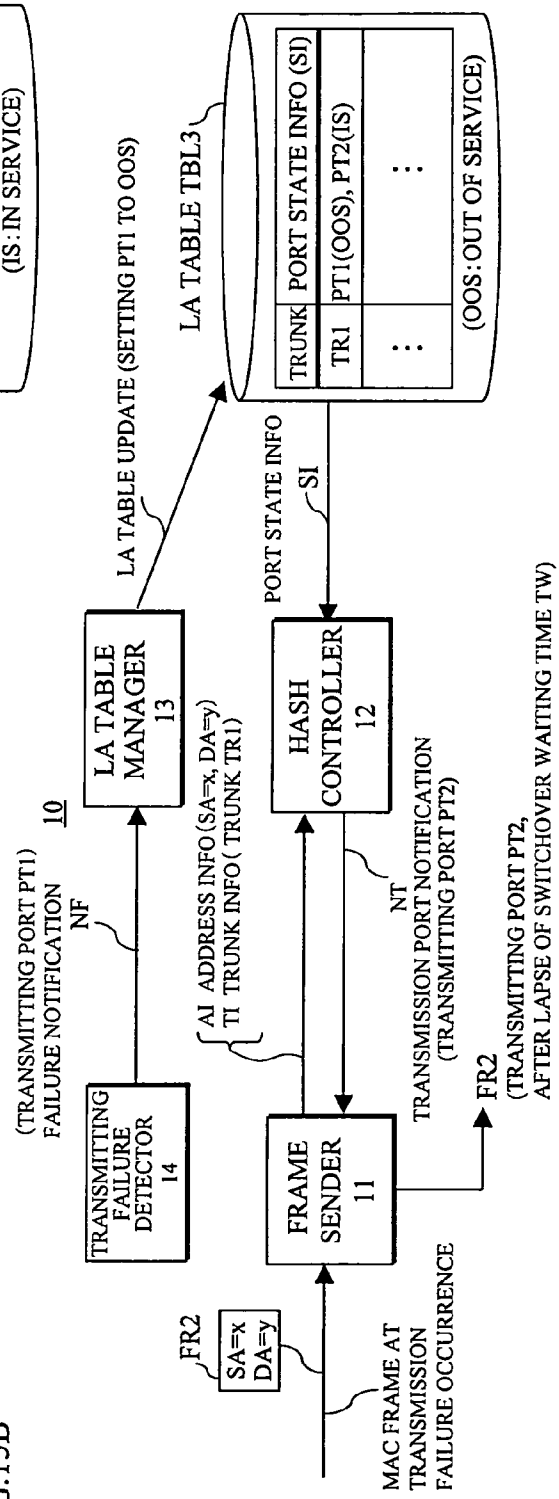 (IS: IN SERVICE)
(TRANSMITTING PORT PT1)
FAILURE NOTIFICATION
NF
10
TRANSMITTING
FAILURE
DETECTOR
14
LA TABLE
MANAGER
13
LA TABLE UPDATE (SETTING PT1 TO OOS)
LA TABLE TBL3
TRUNK PORT STATE INFO (SI)
TR1 PT1(OOS), PT2(IS)
⋮ ⋮
(OOS: OUT OF SERVICE)
AI ADDRESS INFO (SA=x, DA=y)
TI TRUNK INFO ( TRUNK TR1)
PORT STATE INFO
SI
FR2
SA=x
DA=y
MAC FRAME AT
TRANSMISSION
FAILURE OCCURRENCE
FRAME
SENDER
11
HASH
CONTROLLER
12
NT
TRANSMISSION PORT NOTIFICATION
(TRANSMITTING PORT PT2)
FR2
(TRANSMITTING PORT PT2,
AFTER LAPSE OF SWITCHOVER WAITING TIME TW)